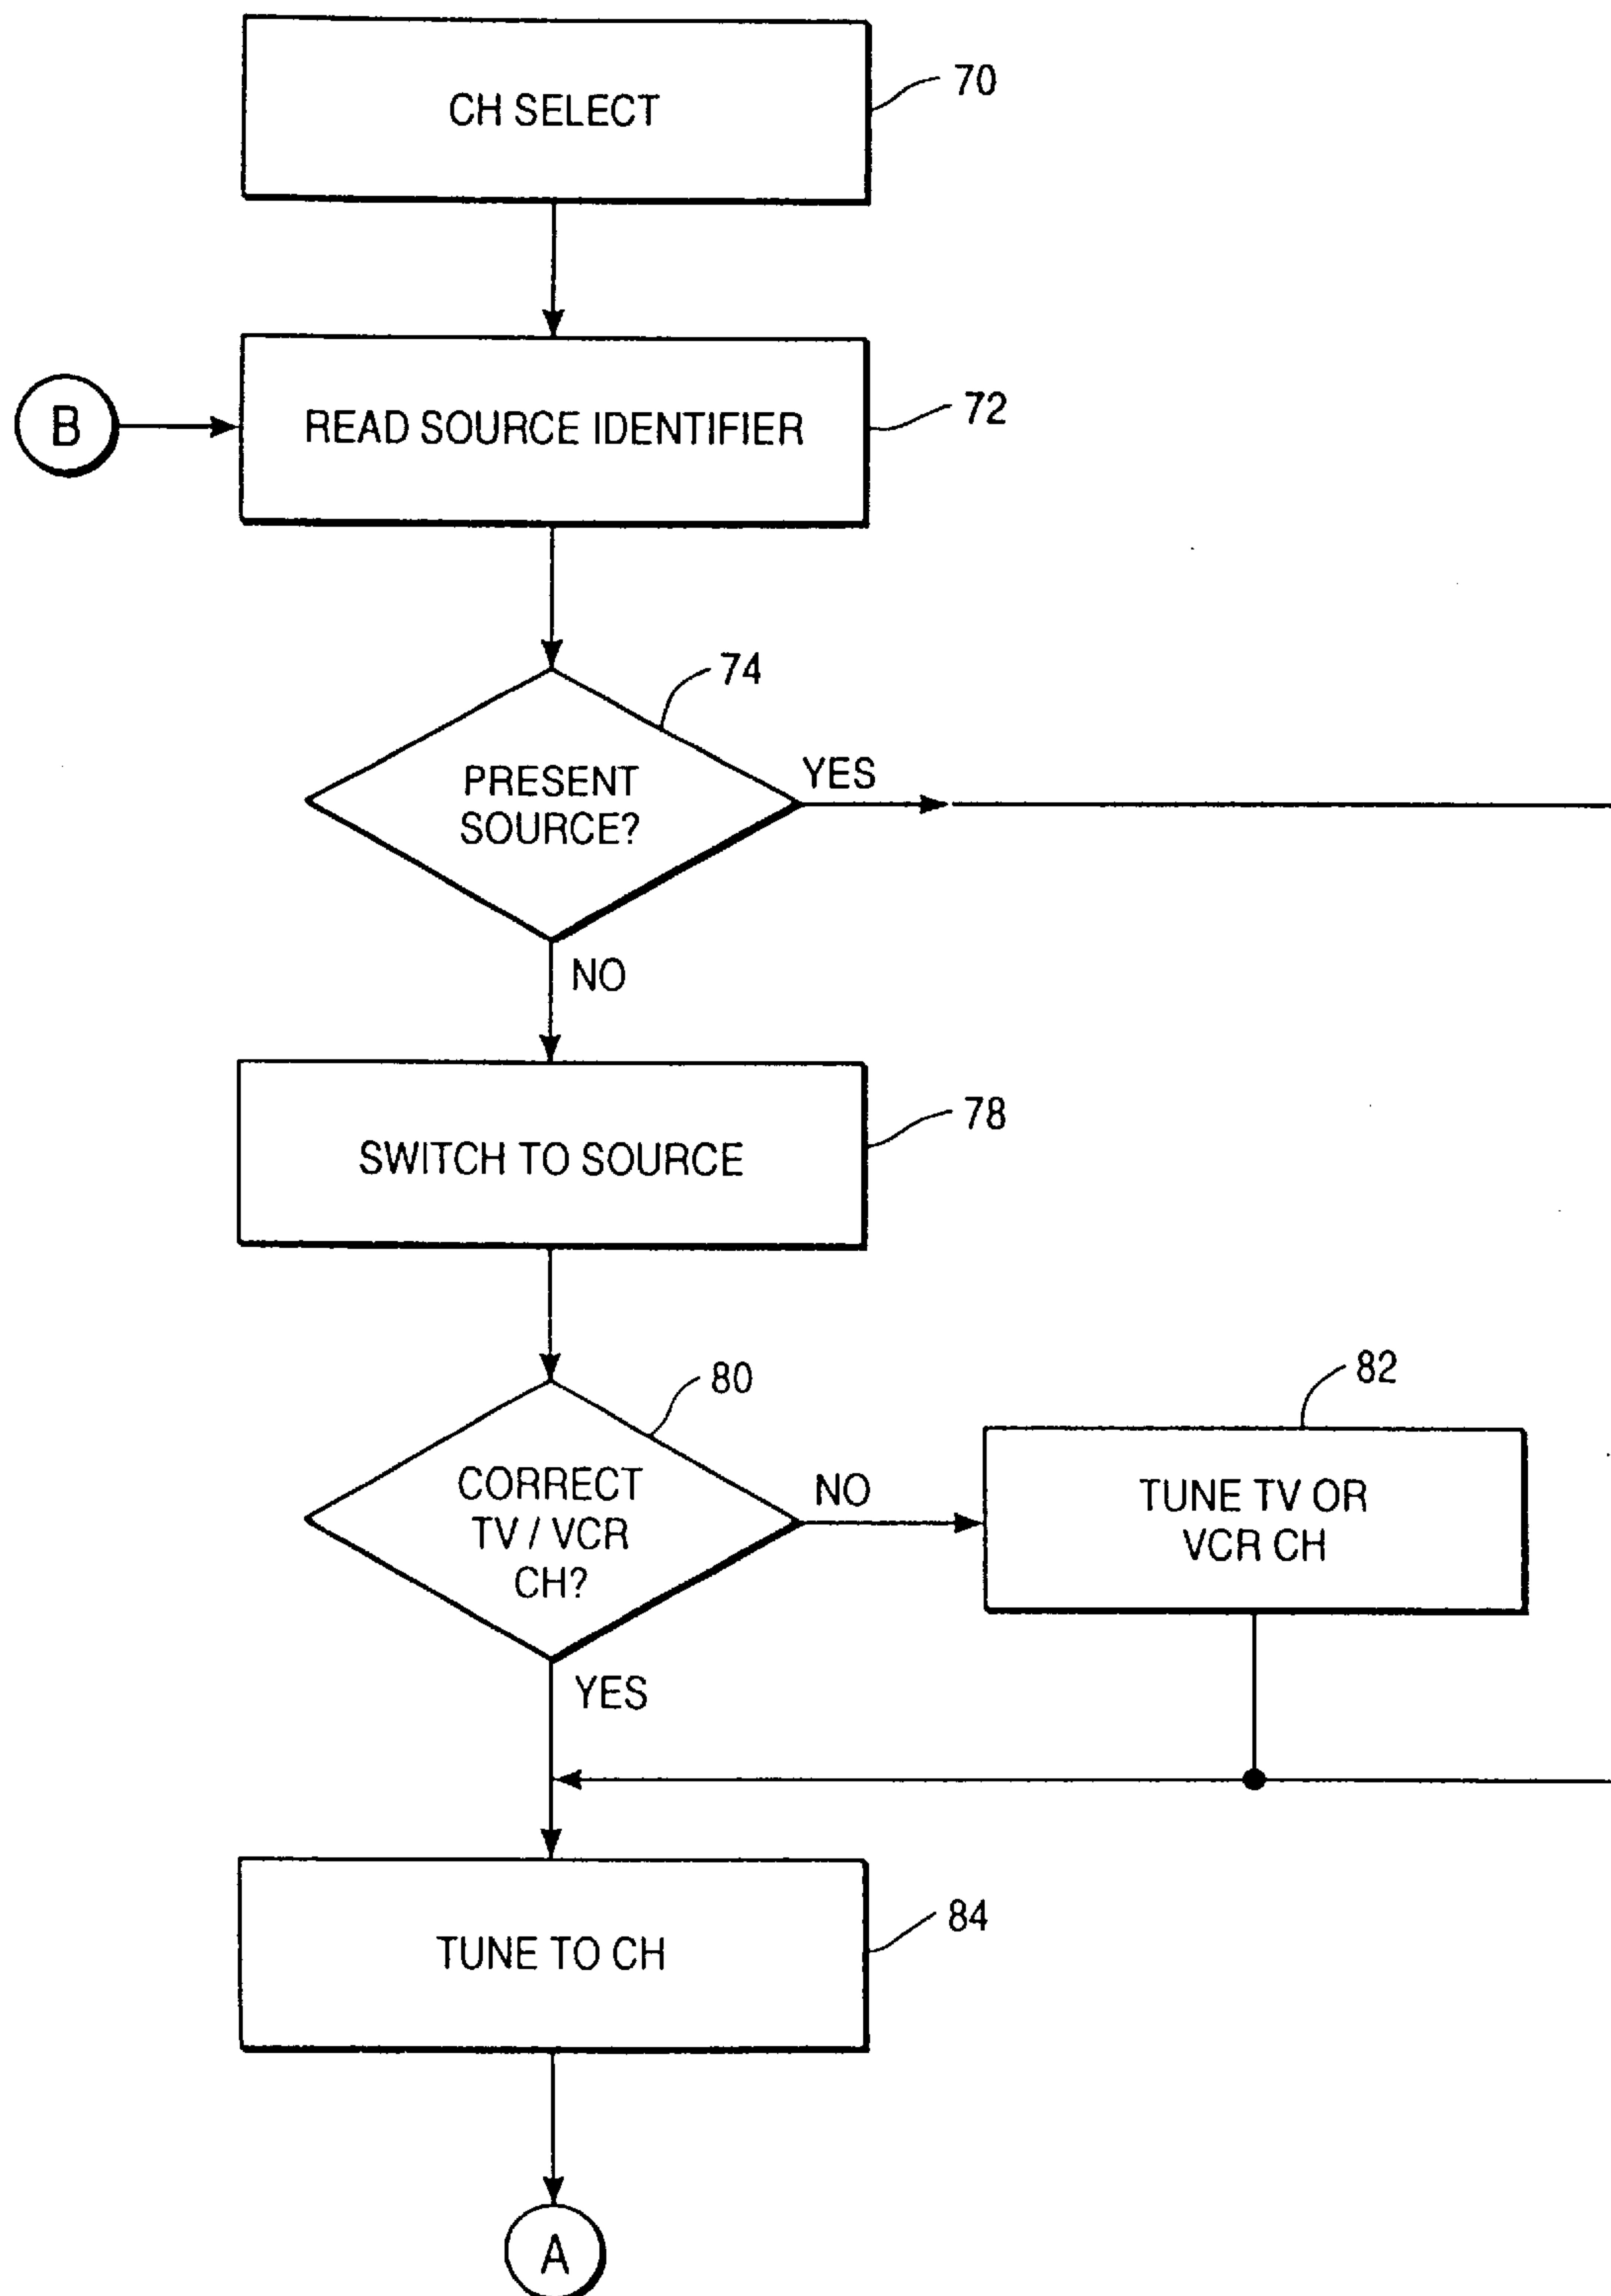 CH SELECT
70
B
READ SOURCE IDENTIFIER
72
74
PRESENT
SOURCE?
YES
NO
SWITCH TO SOURCE
78
80
CORRECT
TV / VCR
CH?
NO
82
TUNE TV OR
VCR CH
YES
TUNE TO CH
84
A